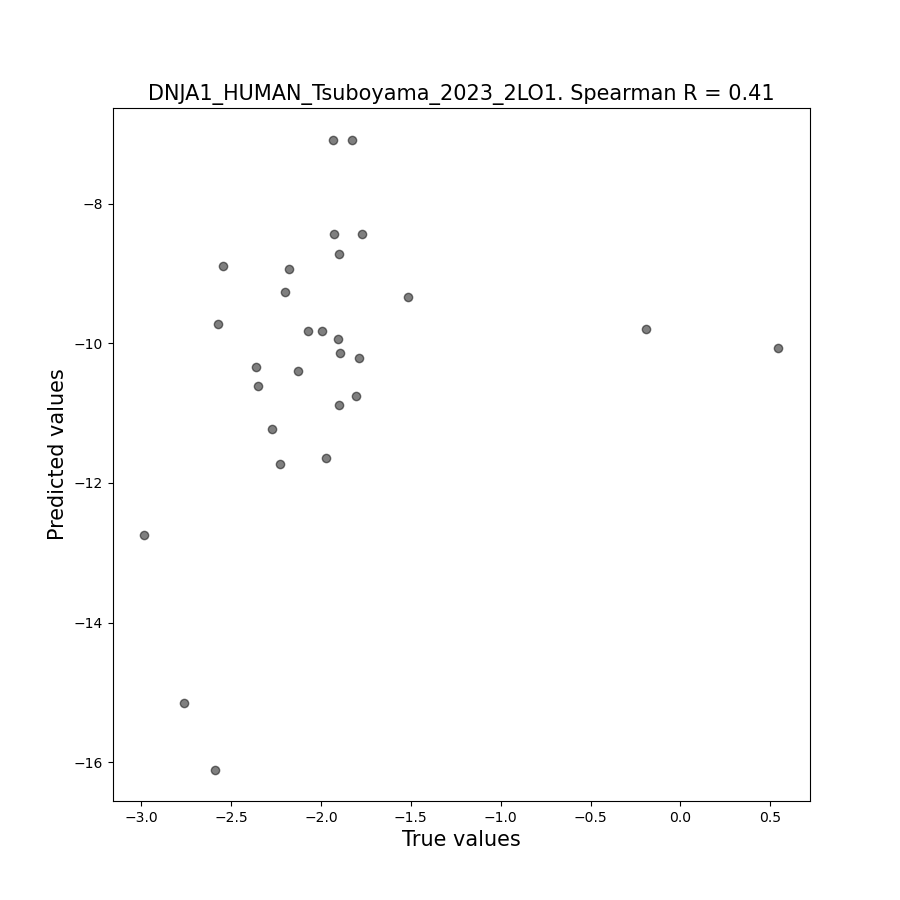 DNJA1_HUMAN_Tsuboyama_2023_2LO1. Spearman R = 0.41
Predicted values
−8
−10
−12
−14
−16
−3.0 −2.5 −2.0 −1.5 −1.0 −0.5 0.0 0.5
True values